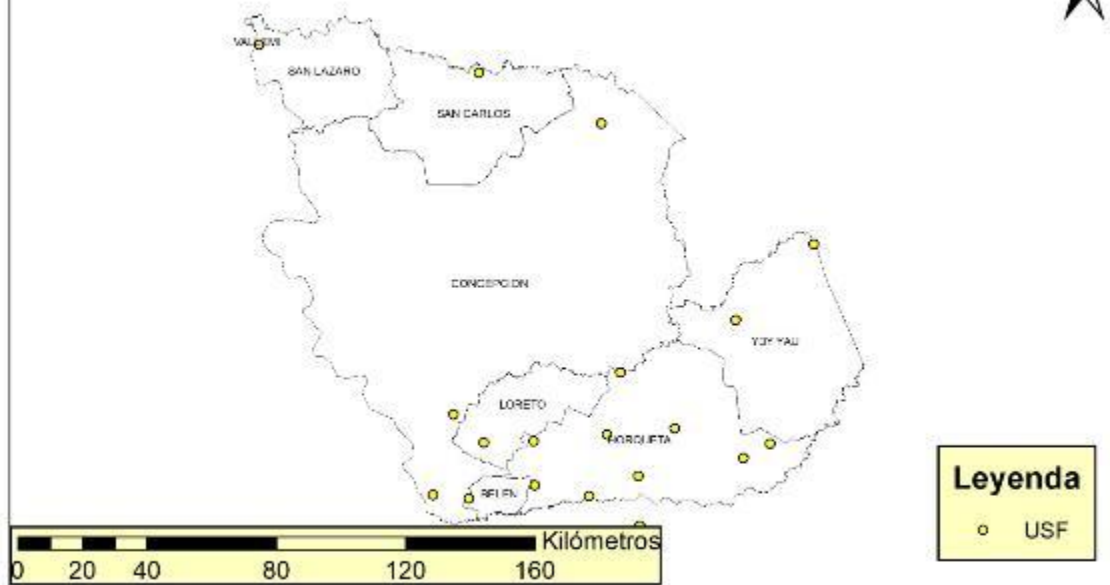 VALLEMI
SAN LAZARO
SAN CARLOS
CONCEPCION
YBY YAU
LORETO
HORQUETA
BELEN
Leyenda
USF
Kilómetros
0 20 40 80 120 160